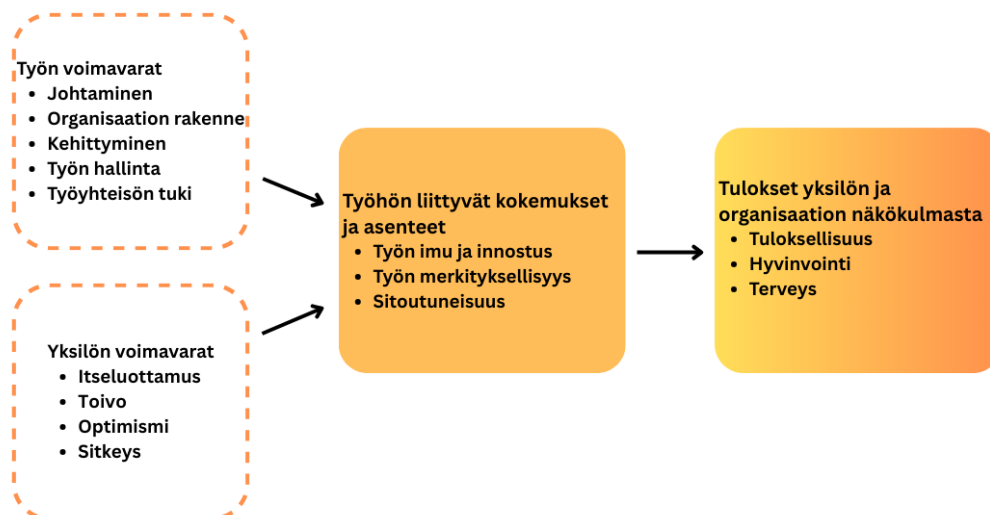 Työn voimavarat
• Johtaminen
• Organisaation rakenne
• Kehittyminen
• Työn hallinta
• Työyhteisön tuki
Yksilön voimavarat
• Itseluottamus
• Toivo
• Optimismi
• Sitkeys
Työhön liittyvät kokemukset
ja asenteet
• Työn imu ja innostus
• Työn merkityksellisyys
• Sitoutuneisuus
Tulokset yksilön ja
organisaation näkökulmasta
• Tuloksellisuus
• Hyvinvointi
• Terveys